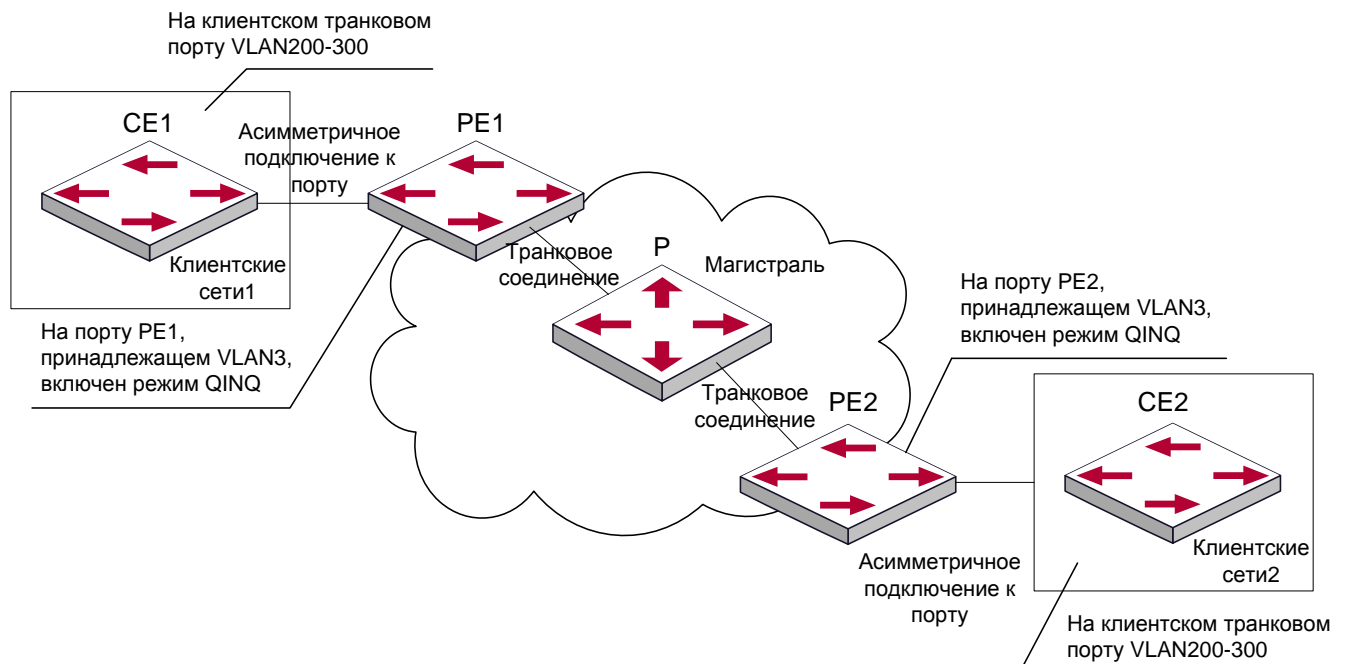 На клиентском транковом
порту VLAN200-300
CE1
Асимметричное
подключение к
порту
PE1
Клиентские
сети1
Транковое
соединение
P
Магистраль
На порту PE1,
принадлежащем VLAN3,
включен режим QINQ
На порту PE2,
принадлежащем VLAN3,
включен режим QINQ
Транковое
соединение
PE2
CE2
Асимметричное
подключение к
порту
Клиентские
сети2
На клиентском транковом
порту VLAN200-300